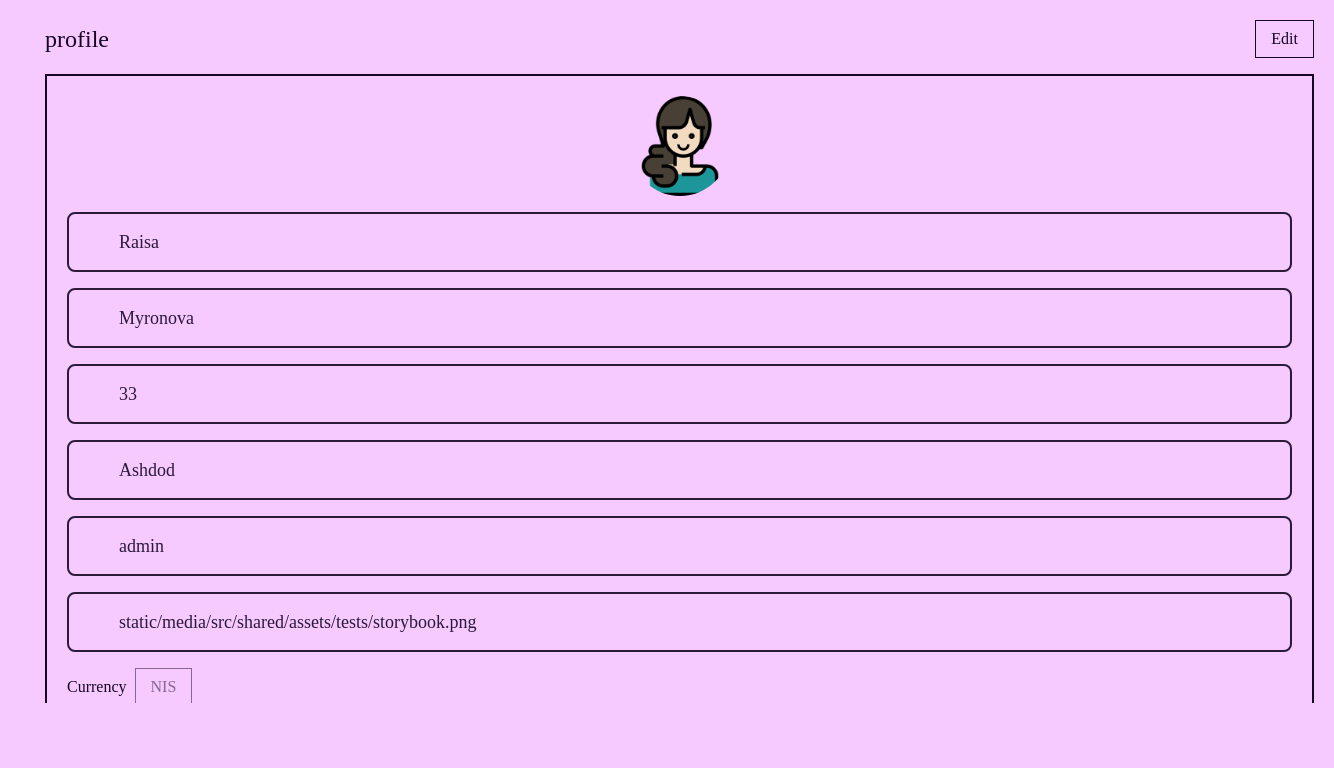 profile
Edit
Raisa
Myronova
33
Ashdod
admin
static/media/src/shared/assets/tests/storybook.png
Currency NIS